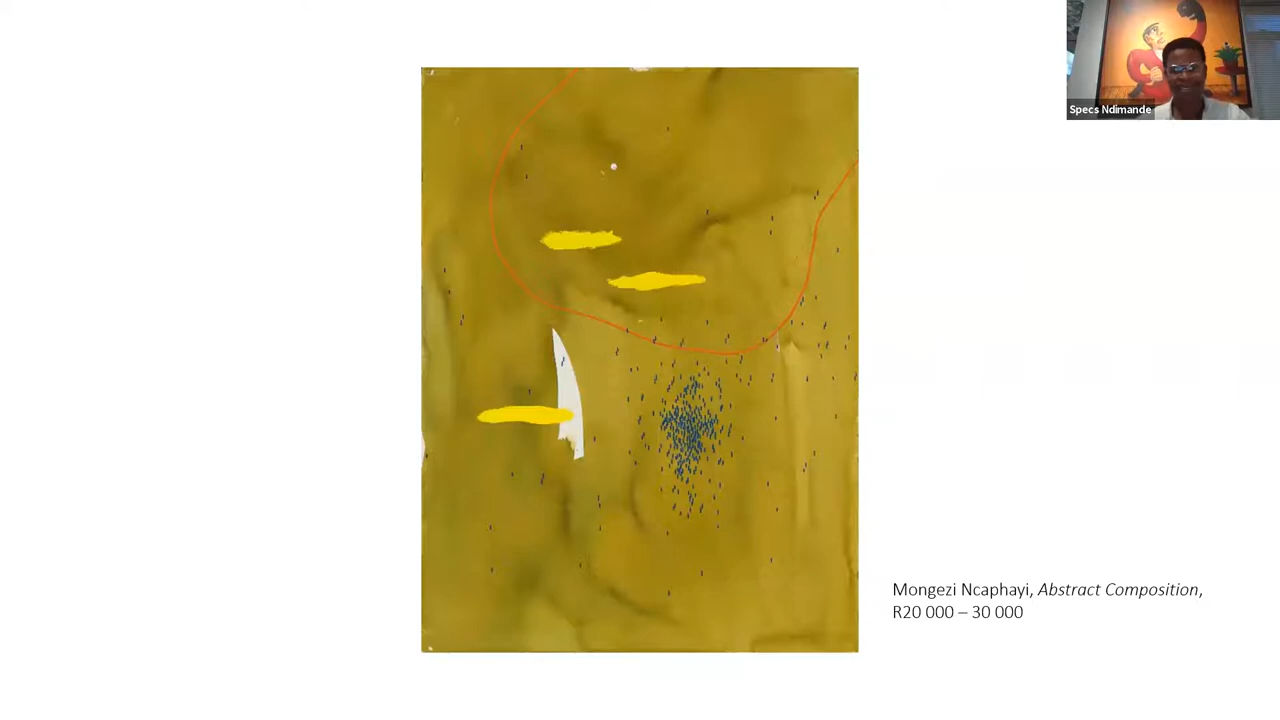 Specs Ndimande
Mongezi Ncaphayi, Abstract Composition,
R20 000 – 30 000